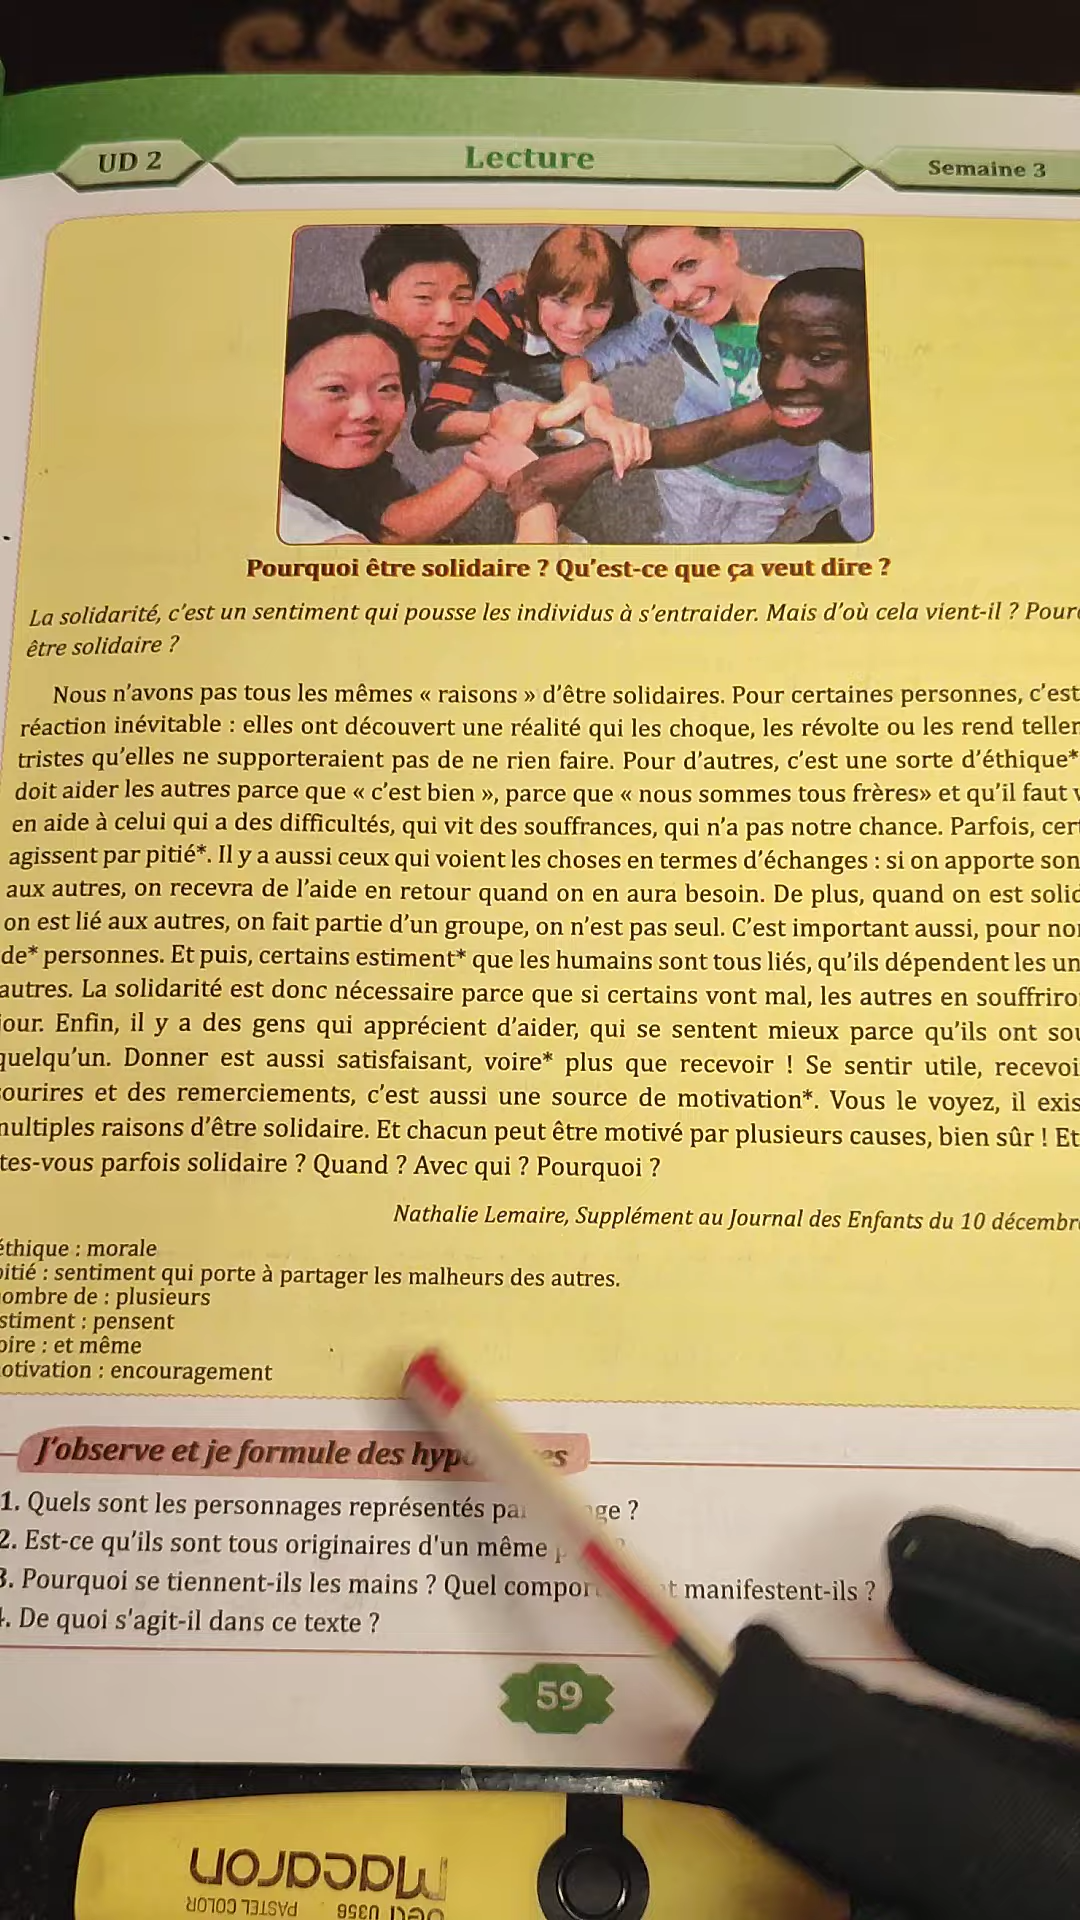 UD 2
Lecture
Semaine 3
Pourquoi être solidaire ? Qu'est-ce que ça veut dire ?
La solidarité, c'est un sentiment qui pousse les individus à s'entraider. Mais d'où cela vient-il ?
être solidaire ?
Nous n'avons pas tous les mêmes « raisons » d'être solidaires. Pour certaines personnes, c'est
réaction inévitable : elles ont découvert une réalité qui les choque, les révolte ou les rend
tristes qu'elles ne supporteraient pas de ne rien faire. Pour d'autres, c'est une sorte d'éthique*
doit aider les autres parce que « c'est bien », parce que « nous sommes tous frères» et qu'il faut
en aide à celui qui a des difficultés, qui vit des souffrances, qui n'a pas notre chance. Parfois,
agissent par pitié*. Il y a aussi ceux qui voient les choses en termes d'échanges : si on apporte son
aux autres, on recevra de l'aide en retour quand on en aura besoin. De plus, quand on est
on est lié aux autres, on fait partie d'un groupe, on n'est pas seul. C'est important aussi, pour
de* personnes. Et puis, certains estiment* que les humains sont tous liés, qu'ils dépendent les
autres. La solidarité est donc nécessaire parce que si certains vont mal, les autres en
jour. Enfin, il y a des gens qui apprécient d'aider, qui se sentent mieux parce qu'ils ont
quelqu'un. Donner est aussi satisfaisant, voire* plus que recevoir ! Se sentir utile,
sourires et des remerciements, c'est aussi une source de motivation*. Vous le voyez, il
multiples raisons d'être solidaire. Et chacun peut être motivé par plusieurs causes, bien sûr ! Et
tes-vous parfois solidaire ? Quand ? Avec qui ? Pourquoi ?
Nathalie Lemaire, Supplément au Journal des Enfants du 10
éthique : morale
pitié : sentiment qui porte à partager les malheurs des autres.
nombre de : plusieurs
estiment : pensent
voire : et même
motivation : encouragement
J'observe et je formule des
1. Quels sont les personnages représentés ?
2. Est-ce qu'ils sont tous originaires d'un même
3. Pourquoi se tiennent-ils les mains ? Quel manifestent-ils ?
4. De quoi s'agit-il dans ce texte ?
59
Macaron
PASTEL COLOR
deli U356